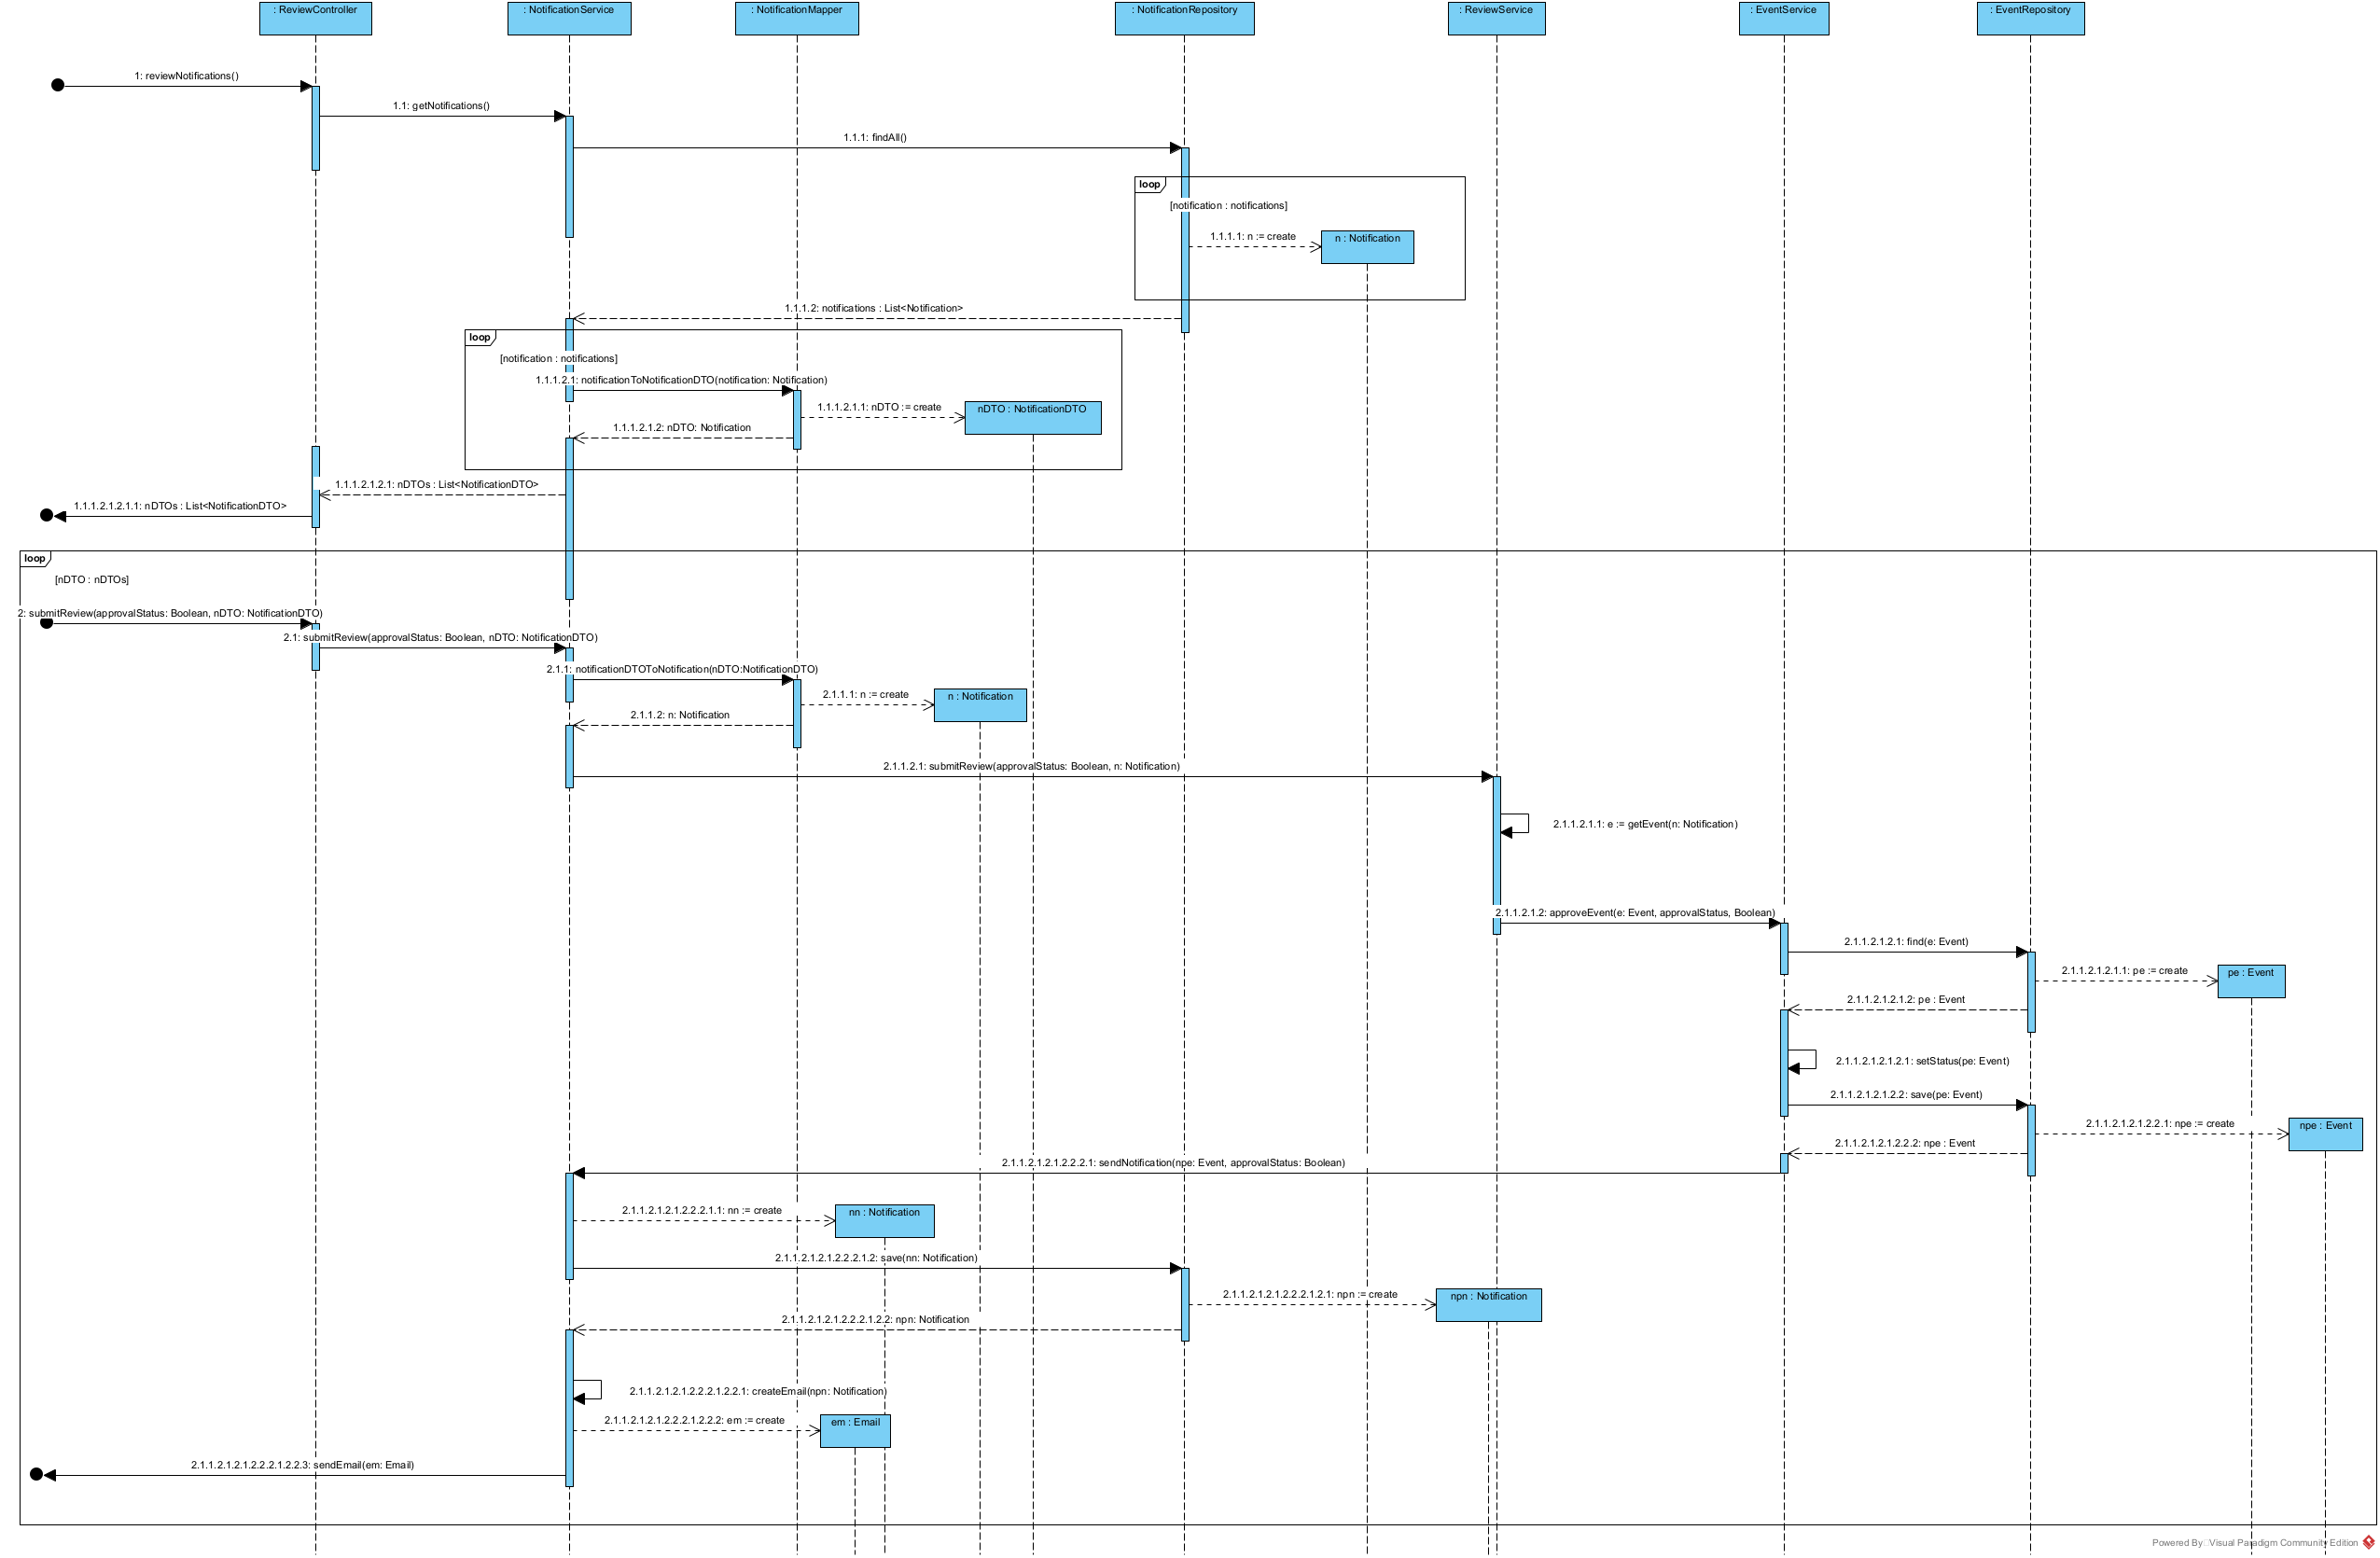 : ReviewController
: NotificationService
: NotificationMapper
: NotificationRepository
: ReviewService
: EventService
: EventRepository
1: reviewNotifications()
1.1: getNotifications()
1.1.1: findAll()
loop
[notification : notifications]
1.1.1.1: n := create
n : Notification
1.1.1.2: notifications : List<Notification>
loop
[notification : notifications]
1.1.1.2.1: notificationToNotificationDTO(notification: Notification)
1.1.1.2.1.1: nDTO := create
nDTO : NotificationDTO
1.1.1.2.1.2: nDTO: Notification
1.1.1.2.1.2.1: nDTOs : List<NotificationDTO>
1.1.1.2.1.2.1.1: nDTOs : List<NotificationDTO>
loop
[nDTO : nDTOs]
2: submitReview(approvalStatus: Boolean, nDTO: NotificationDTO)
2.1: submitReview(approvalStatus: Boolean, nDTO: NotificationDTO)
2.1.1: notificationDTOToNotification(nDTO:NotificationDTO)
2.1.1.1: n := create
n : Notification
2.1.1.2: n: Notification
2.1.1.2.1: submitReview(approvalStatus: Boolean, n: Notification)
2.1.1.2.1.1: e := getEvent(n: Notification)
2.1.1.2.1.2: approveEvent(e: Event, approvalStatus, Boolean)
2.1.1.2.1.2.1: find(e: Event)
2.1.1.2.1.2.1.1: pe := create
pe : Event
2.1.1.2.1.2.1.2: pe : Event
2.1.1.2.1.2.1.2.1: setStatus(pe: Event)
2.1.1.2.1.2.1.2.2: save(pe: Event)
2.1.1.2.1.2.1.2.2.1: npe := create
npe : Event
2.1.1.2.1.2.1.2.2.2: npe : Event
2.1.1.2.1.2.1.2.2.2.1: sendNotification(npe: Event, approvalStatus: Boolean)
2.1.1.2.1.2.1.2.2.2.1.1: nn := create
nn : Notification
2.1.1.2.1.2.1.2.2.2.1.2: save(nn: Notification)
2.1.1.2.1.2.1.2.2.2.1.2.1: npn := create
npn : Notification
2.1.1.2.1.2.1.2.2.2.1.2.2: npn: Notification
2.1.1.2.1.2.1.2.2.2.1.2.2.1: createEmail(npn: Notification)
2.1.1.2.1.2.1.2.2.2.1.2.2.2: em := create
em : Email
2.1.1.2.1.2.1.2.2.2.1.2.2.3: sendEmail(em: Email)
Powered By Visual Paradigm Community Edition